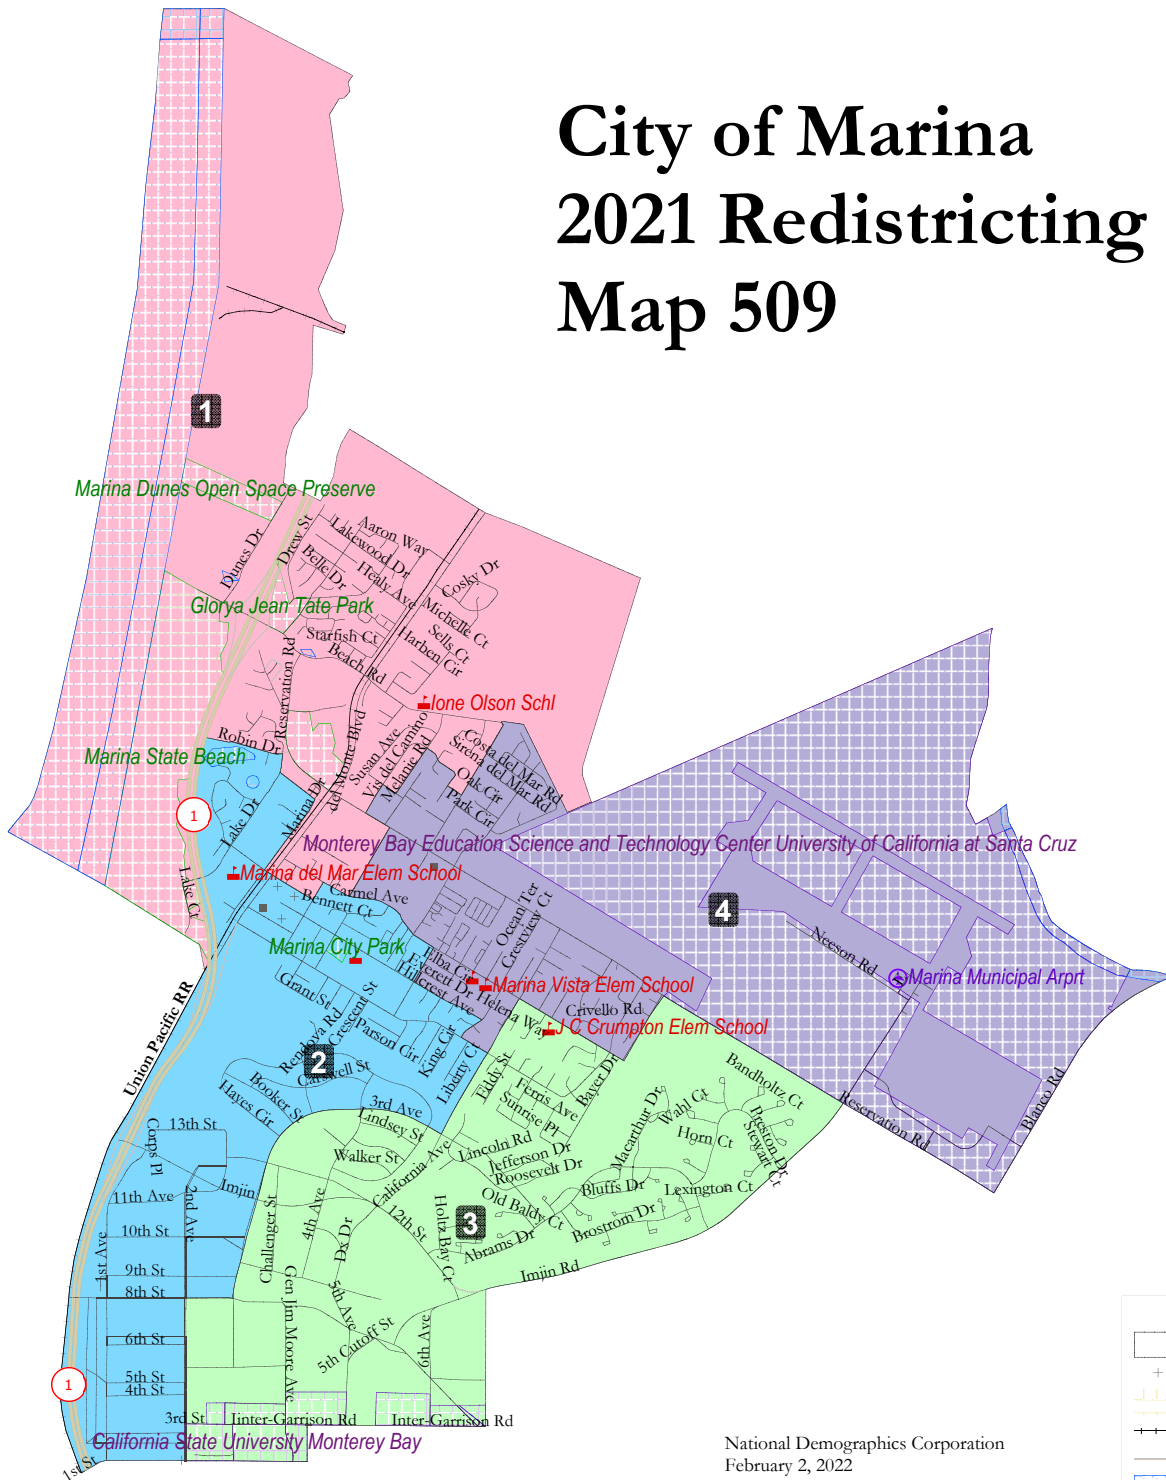 City of Marina
2021 Redistricting
Map 509
1
Marina Dunes Open Space Preserve
Dunes Dr
Drew St
Aaron Way
Lakewood Dr
Belle Dr
Healy Ave
Cosky Dr
Glorya Jean Tate Park
Michelle Ct
Sells Ct
Harben Cir
Starfish Ct
Beach Rd
Reservation Rd
Ione Olson Schl
Robin Dr
Marina State Beach
del Monte Blvd
Susan Ave
Vis del Camino
Melanie Rd
Costa del Mar Rd
Sirena del Mar Rd
Oak Cir
Park Cir
1
Lake Dr
Marina Dr
Monterey Bay Education Science and Technology Center University of California at Santa Cruz
Marina del Mar Elem School
Lake Ct
Carmel Ave
Bennett Ct
Ocean Ter
Crestview Ct
4
Neeson Rd
Marina City Park
Elba Cir
Everett Dr
Hillcrest Ave
Helena Way
Marina Vista Elem School
Marina Municipal Arprt
Grant St
Crescent St
Rendova Rd
Parson Cir
King Cir
Liberty Ct
Crivello Rd
J C Crumpton Elem School
Union Pacific RR
2
Carswell St
Booker St
Hayes Cir
3rd Ave
Lindsey St
Eddy St
Ferris Ave
Sunrise Pl
Bayer Dr
Bandholtz Ct
Macarthur Dr
Wahl Ct
Horn Ct
Preston Dr
Stewart Ct
Reservation Rd
Blanco Rd
13th St
Corps Pl
Walker St
California Ave
Lincoln Rd
Jefferson Dr
Roosevelt Dr
Bluffs Dr
Lexington Ct
11th Ave
2nd Ave
Imjin
Challenger St
4th Ave
Dx Dr
12th St
Holtz Bay Ct
Old Baldy Ct
3
Abrams Dr
Brostrom Dr
10th St
1st Ave
9th St
8th St
Imjin Rd
Gen Jim Moore Ave
5th Ave
5th Cutoff St
6th Ave
6th St
5th St
4th St
1
3rd St
Iinter-Garrison Rd
Inter-Garrison Rd
California State University Monterey Bay
1st St
National Demographics Corporation
February 2, 2022